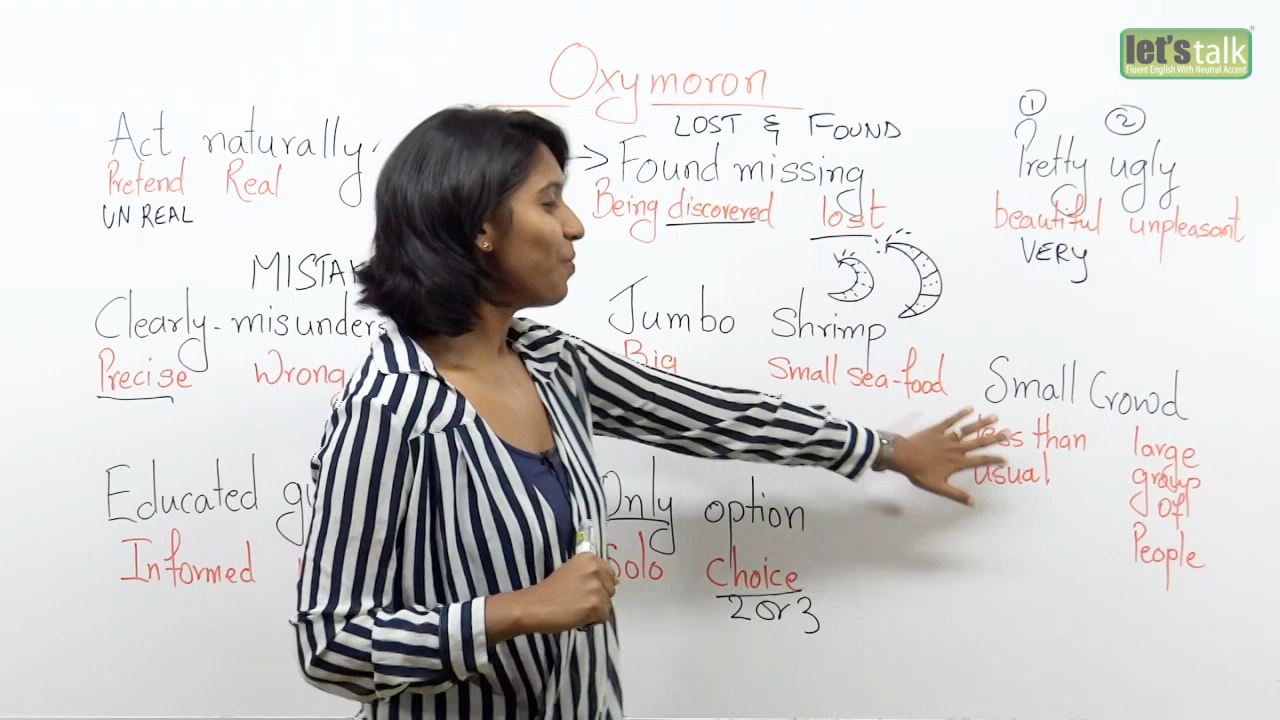 let's talk
Fluent English With Neutral Accent
Oxymoron
Act naturally
Pretend Real
UN REAL
LOST & FOUND
Found missing
Being discovered lost
① ②
Pretty ugly
beautiful unpleasant
VERY
Clearly - misunders
Precise Wrong
Jumbo Shrimp
Big Small sea-food
Small Crowd
less than usual
large group of People
Educated
Informed
Only option
Solo Choice
2 or 3